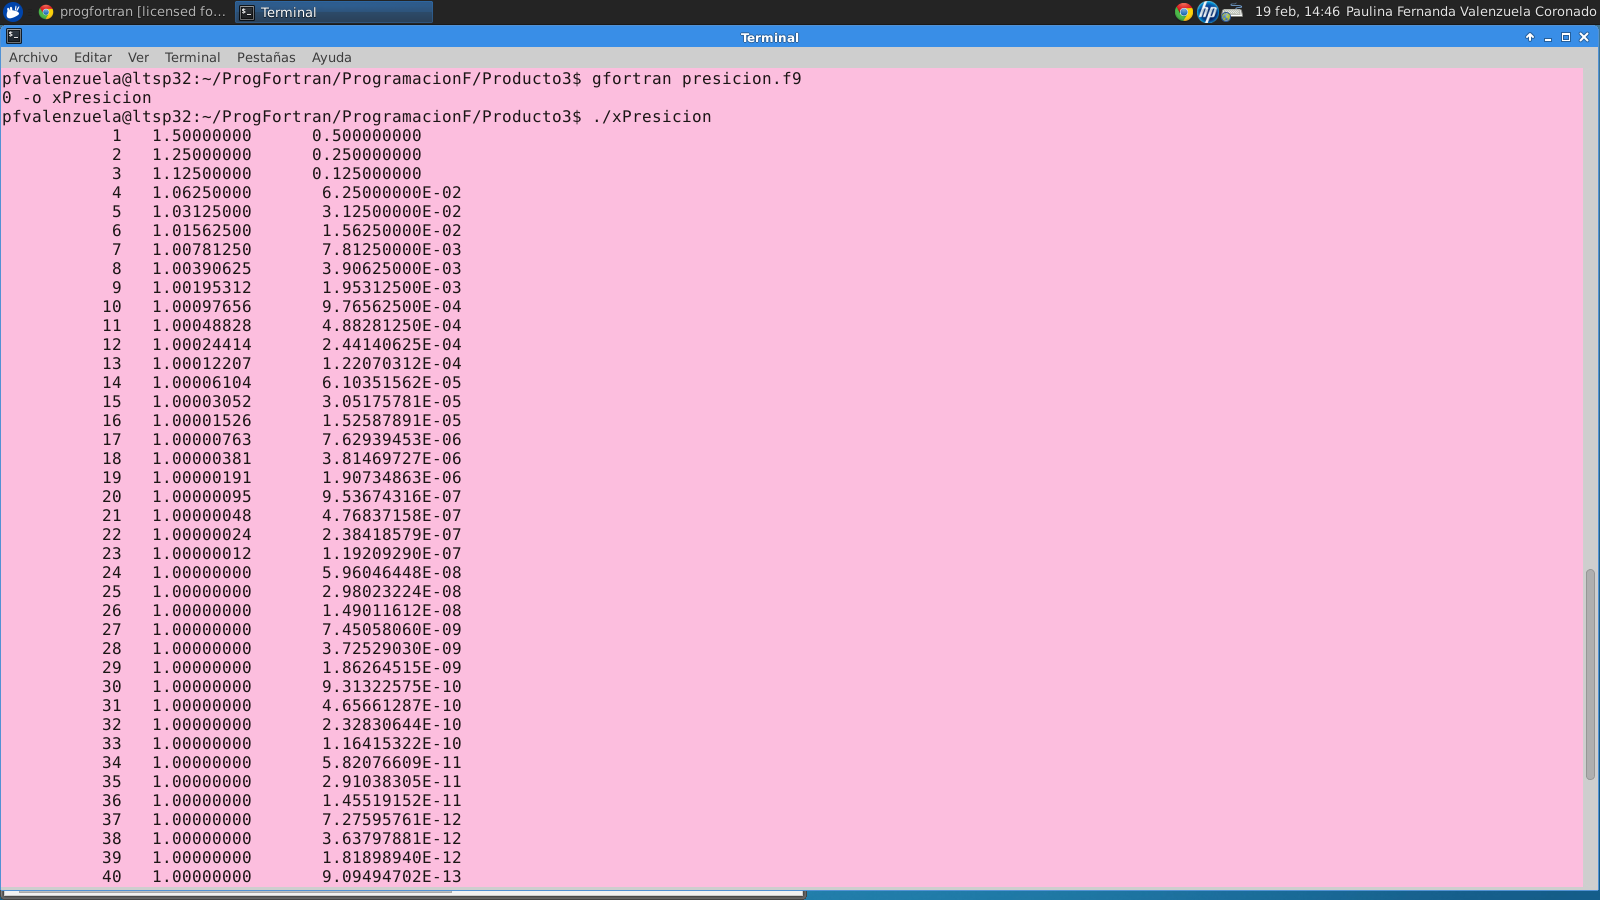 progfortran [licensed fo... Terminal 19 feb, 14:46 Paulina Fernanda Valenzuela Coronado
Terminal
Archivo Editar Ver Terminal Pestañas Ayuda
pfvalenzuela@ltsp32:~/ProgFortran/ProgramacionF/Producto3$ gfortran presicion.f9
0 -o xPresicion
pfvalenzuela@ltsp32:~/ProgFortran/ProgramacionF/Producto3$ ./xPresicion
1 1.50000000 0.500000000
2 1.25000000 0.250000000
3 1.12500000 0.125000000
4 1.06250000 6.25000000E-02
5 1.03125000 3.12500000E-02
6 1.01562500 1.56250000E-02
7 1.00781250 7.81250000E-03
8 1.00390625 3.90625000E-03
9 1.00195312 1.95312500E-03
10 1.00097656 9.76562500E-04
11 1.00048828 4.88281250E-04
12 1.00024414 2.44140625E-04
13 1.00012207 1.22070312E-04
14 1.00006104 6.10351562E-05
15 1.00003052 3.05175781E-05
16 1.00001526 1.52587891E-05
17 1.00000763 7.62939453E-06
18 1.00000381 3.81469727E-06
19 1.00000191 1.90734863E-06
20 1.00000095 9.53674316E-07
21 1.00000048 4.76837158E-07
22 1.00000024 2.38418579E-07
23 1.00000012 1.19209290E-07
24 1.00000000 5.96046448E-08
25 1.00000000 2.98023224E-08
26 1.00000000 1.49011612E-08
27 1.00000000 7.45058060E-09
28 1.00000000 3.72529030E-09
29 1.00000000 1.86264515E-09
30 1.00000000 9.31322575E-10
31 1.00000000 4.65661287E-10
32 1.00000000 2.32830644E-10
33 1.00000000 1.16415322E-10
34 1.00000000 5.82076609E-11
35 1.00000000 2.91038305E-11
36 1.00000000 1.45519152E-11
37 1.00000000 7.27595761E-12
38 1.00000000 3.63797881E-12
39 1.00000000 1.81898940E-12
40 1.00000000 9.09494702E-13